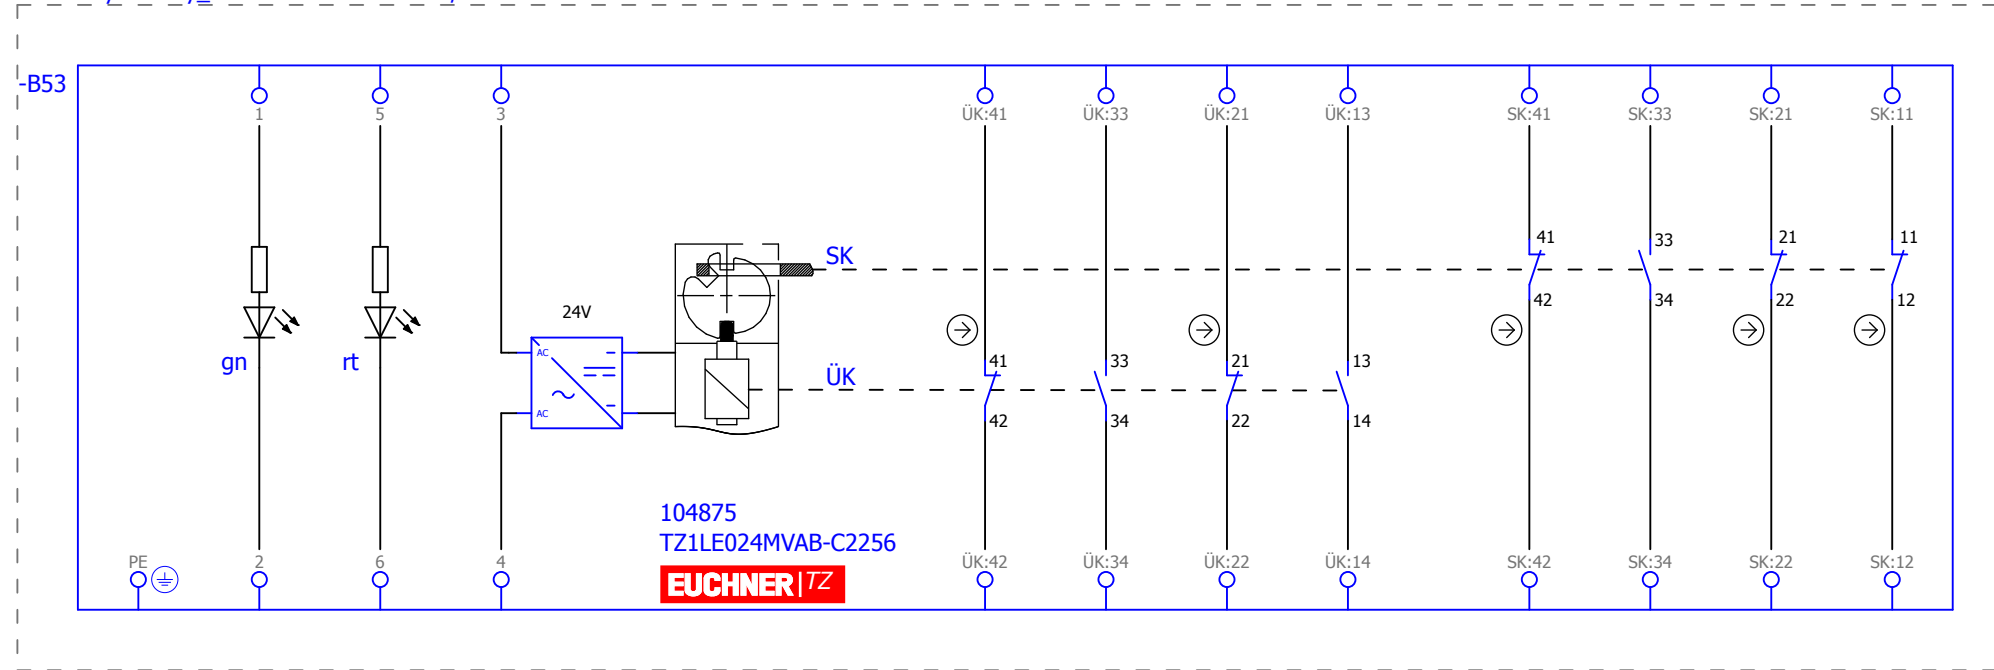 -B53
1 5 3 ÜK:41 ÜK:33 ÜK:21 ÜK:13 SK:41 SK:33 SK:21 SK:11
41 33 21 11
SK
42 34 22 12
24V
gn rt
AC
41 33 21 13
ÜK
AC
42 34 22 14
104875
TZ1LE024MVAB-C2256
PE 2 6 4 ÜK:42 ÜK:34 ÜK:22 ÜK:14 SK:42 SK:34 SK:22 SK:12
EUCHNER|TZ